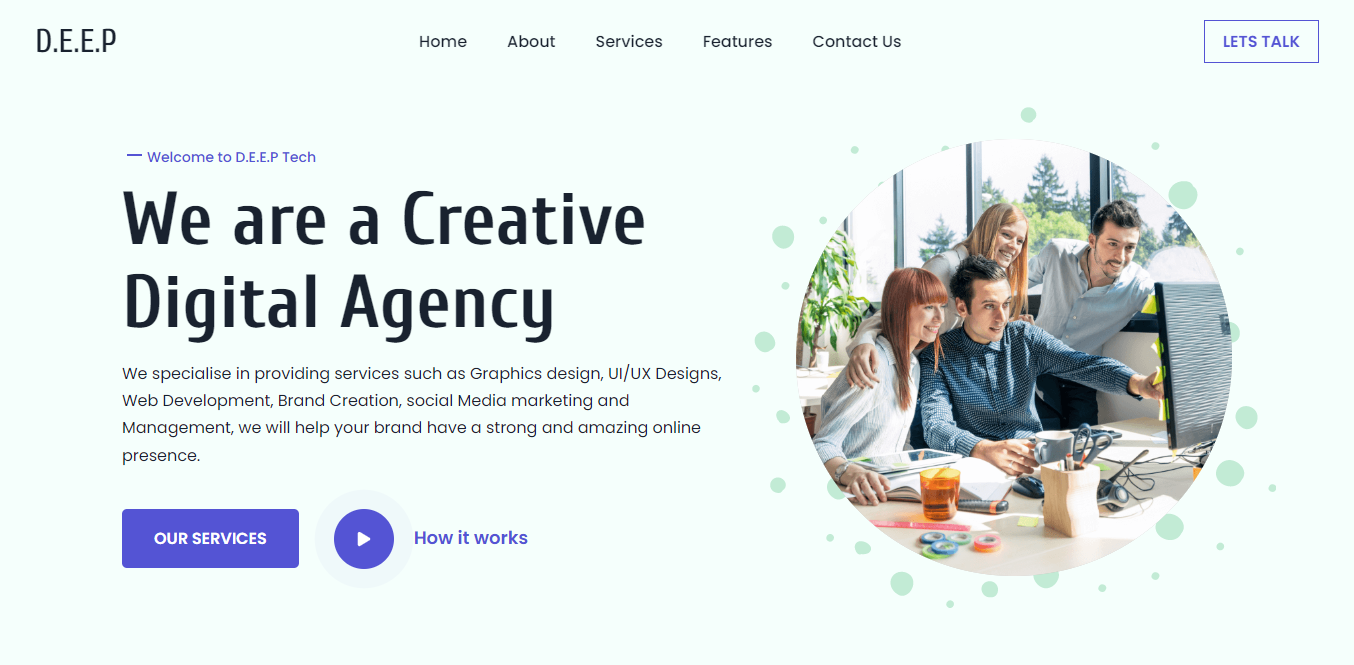 D.E.E.P
Home
About
Services
Features
Contact Us
LETS TALK
Welcome to D.E.E.P Tech
We are a Creative
Digital Agency
We specialise in providing services such as Graphics design, UI/UX Designs,
Web Development, Brand Creation, social Media marketing and
Management, we will help your brand have a strong and amazing online
presence.
OUR SERVICES
How it works